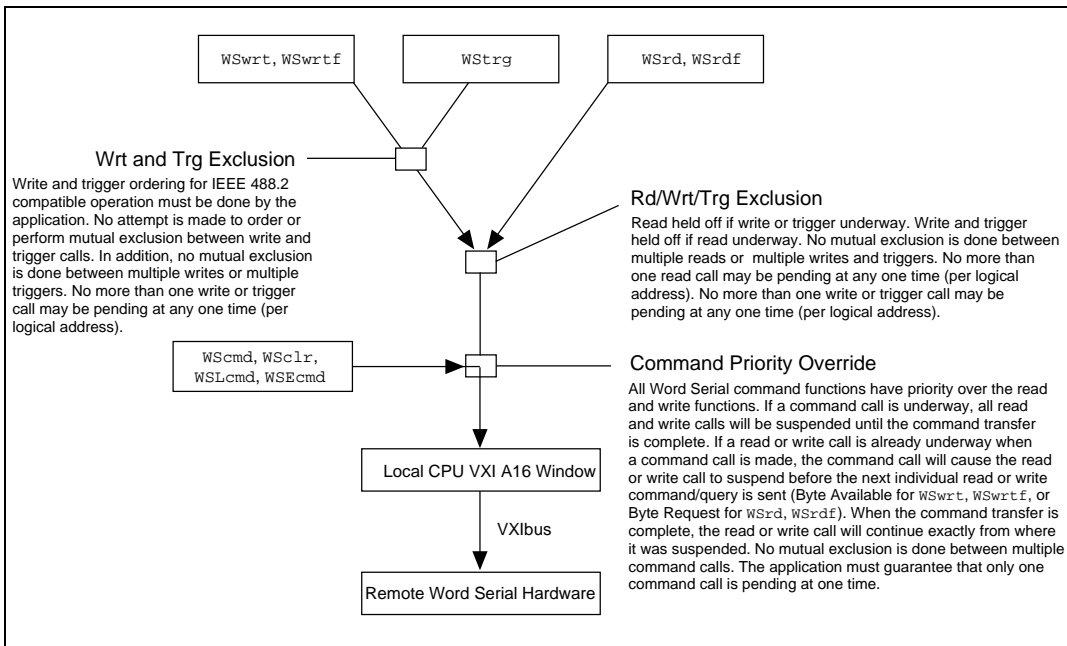 WSwrt, WSwrtf
WStrg
WSrd, WSrdf
Wrt and Trg Exclusion
Write and trigger ordering for IEEE 488.2
compatible operation must be done by the
application. No attempt is made to order or
perform mutual exclusion between write and
trigger calls. In addition, no mutual exclusion
is done between multiple writes or multiple
triggers. No more than one write or trigger
call may be pending at any one time (per
logical address).
Rd/Wrt/Trg Exclusion
Read held off if write or trigger underway. Write and trigger
held off if read underway. No mutual exclusion is done between
multiple reads or multiple writes and triggers. No more than
one read call may be pending at any one time (per logical
address). No more than one write or trigger call may be
pending at any one time (per logical address).
WScmd, WSclr,
WSLcmd, WSEcmd
Command Priority Override
All Word Serial command functions have priority over the read
and write functions. If a command call is underway, all read
and write calls will be suspended until the command transfer
is complete. If a read or write call is already underway when
a command call is made, the command call will cause the read
or write call to suspend before the next individual read or write
command/query is sent (Byte Available for WSwrt, WSwrtf, or
Byte Request for WSrd, WSrdf). When the command transfer is
complete, the read or write call will continue exactly from where
it was suspended. No mutual exclusion is done between multiple
command calls. The application must guarantee that only one
command call is pending at one time.
Local CPU VXI A16 Window
VXIbus
Remote Word Serial Hardware